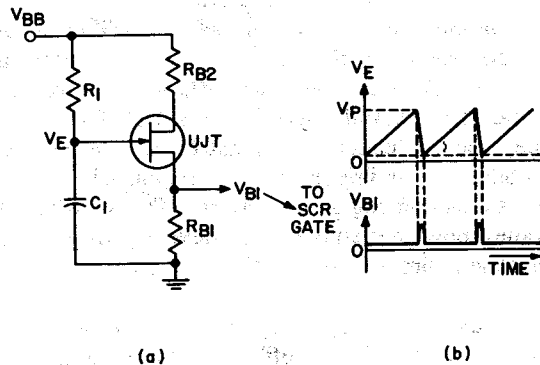 VBB
R1
RB2
VE
UJT
C1
VB1
TO
SCR
GATE
RB1
(a)
VE
VP
0
VB1
0
TIME
(b)